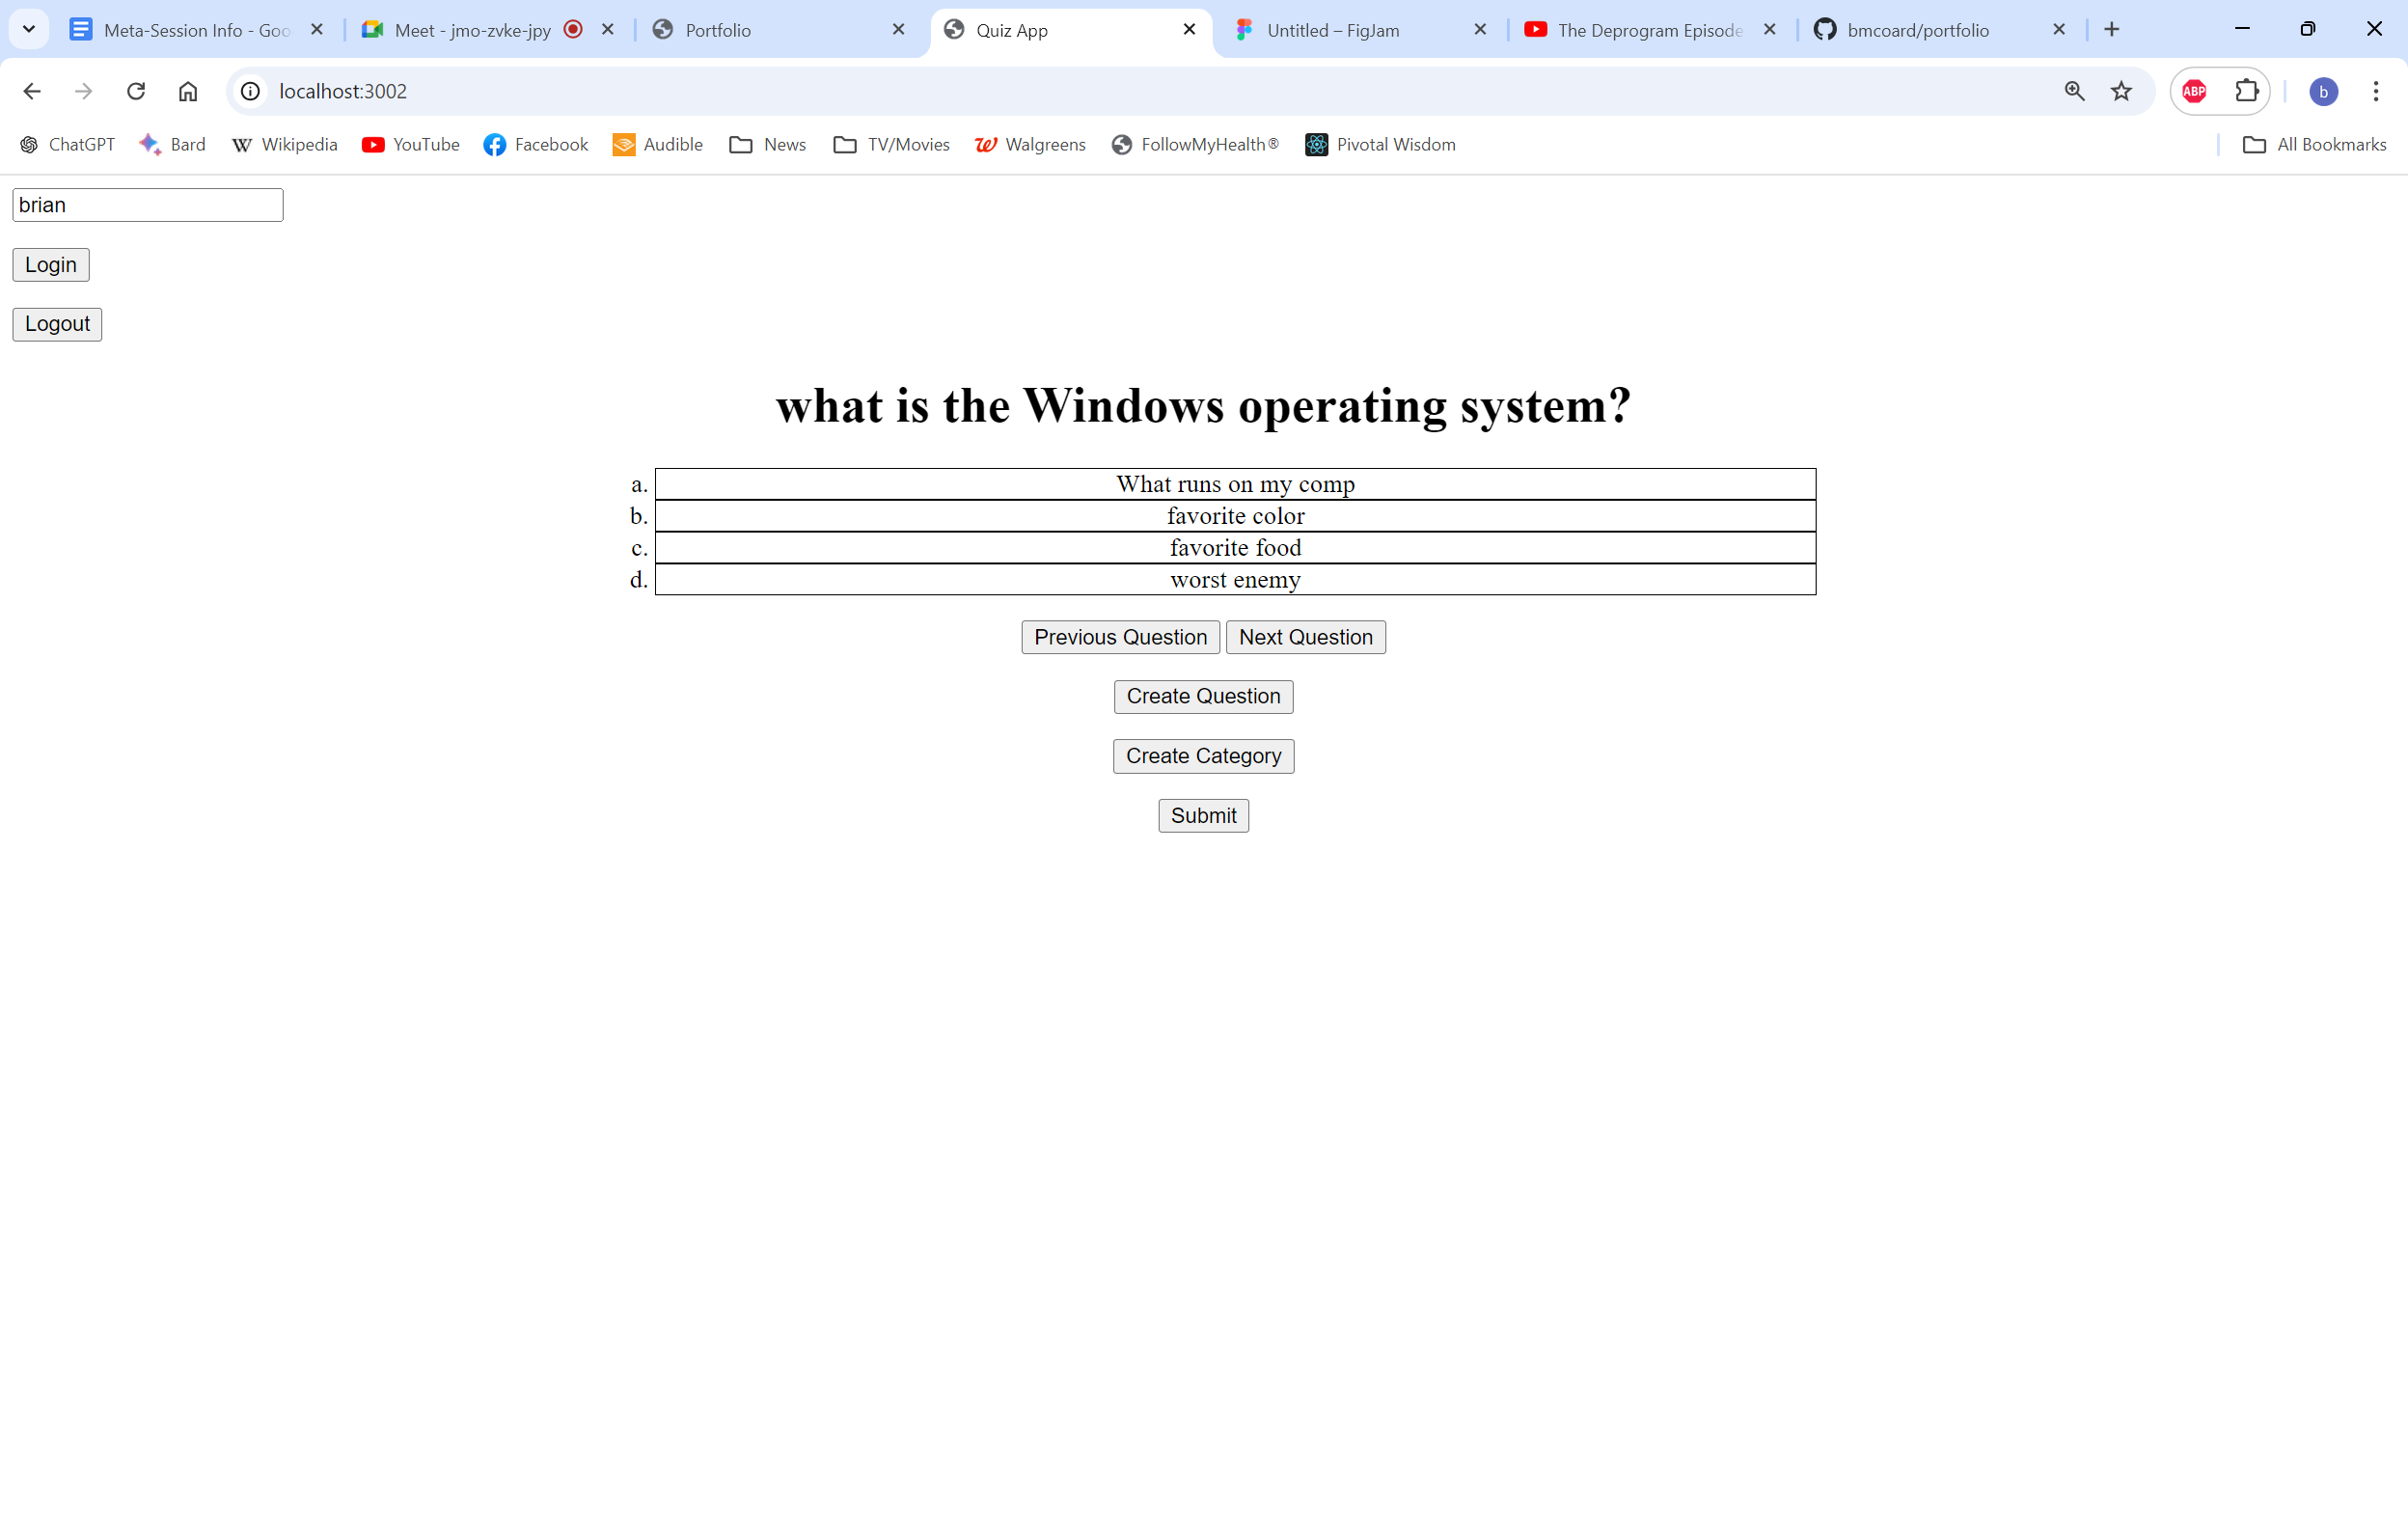 Meta-Session Info - Goo
Meet - jmo-zvke-jpy
Portfolio
Quiz App
Untitled – FigJam
The Deprogram Episode
bmcoard/portfolio
localhost:3002
ABP
b
ChatGPT
Bard
W Wikipedia
YouTube
Facebook
Audible
News
TV/Movies
Walgreens
FollowMyHealth®
Pivotal Wisdom
All Bookmarks
brian
Login
Logout
what is the Windows operating system?
a. What runs on my comp
b. favorite color
c. favorite food
d. worst enemy
Previous Question Next Question
Create Question
Create Category
Submit